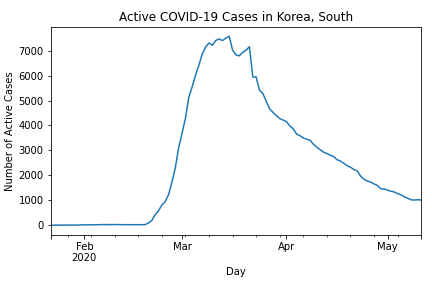 Active COVID-19 Cases in Korea, South
Number of Active Cases
7000
6000
5000
4000
3000
2000
1000
0
Feb
2020
Mar
Apr
May
Day